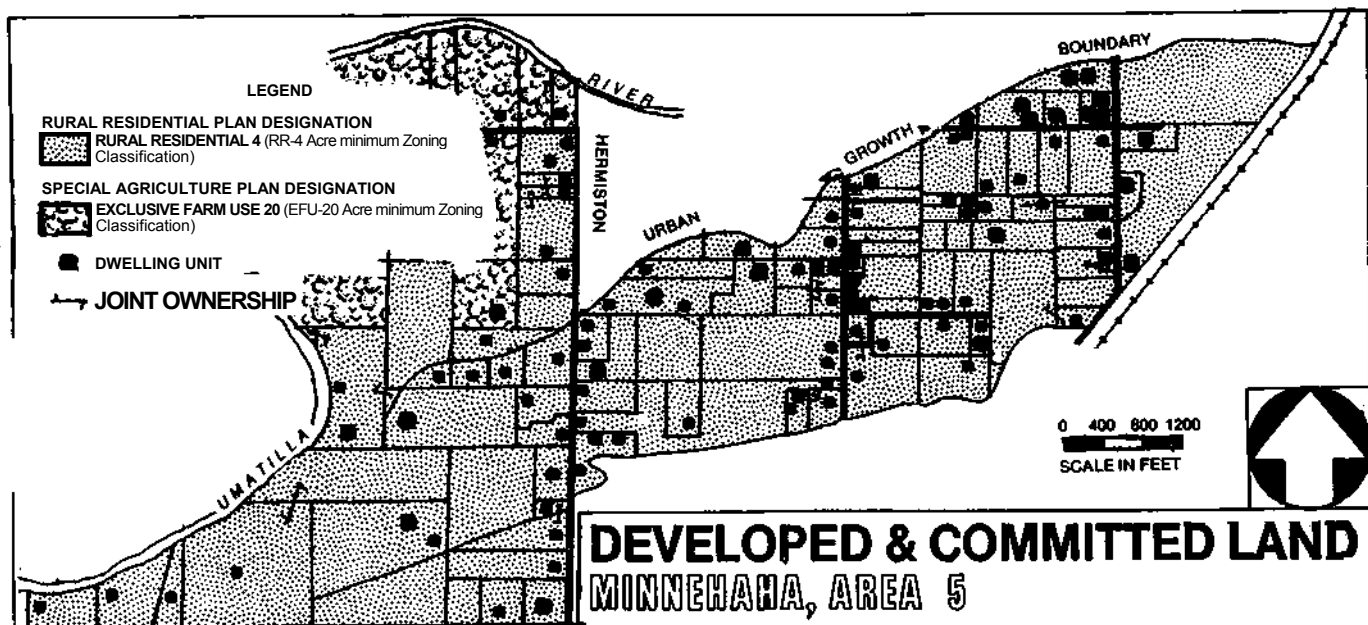 LEGEND
RURAL RESIDENTIAL PLAN DESIGNATION
RURAL RESIDENTIAL 4 (RR-4 Acre minimum Zoning
Classification)
SPECIAL AGRICULTURE PLAN DESIGNATION
EXCLUSIVE FARM USE 20 (EFU-20 Acre minimum Zoning
Classification)
DWELLING UNIT
JOINT OWNERSHIP
UMATILLA
RIVER
HERMISTON
URBAN
GROWTH
BOUNDARY
0 400 800 1200
SCALE IN FEET
DEVELOPED & COMMITTED LAND
MINNEHAHA, AREA 5